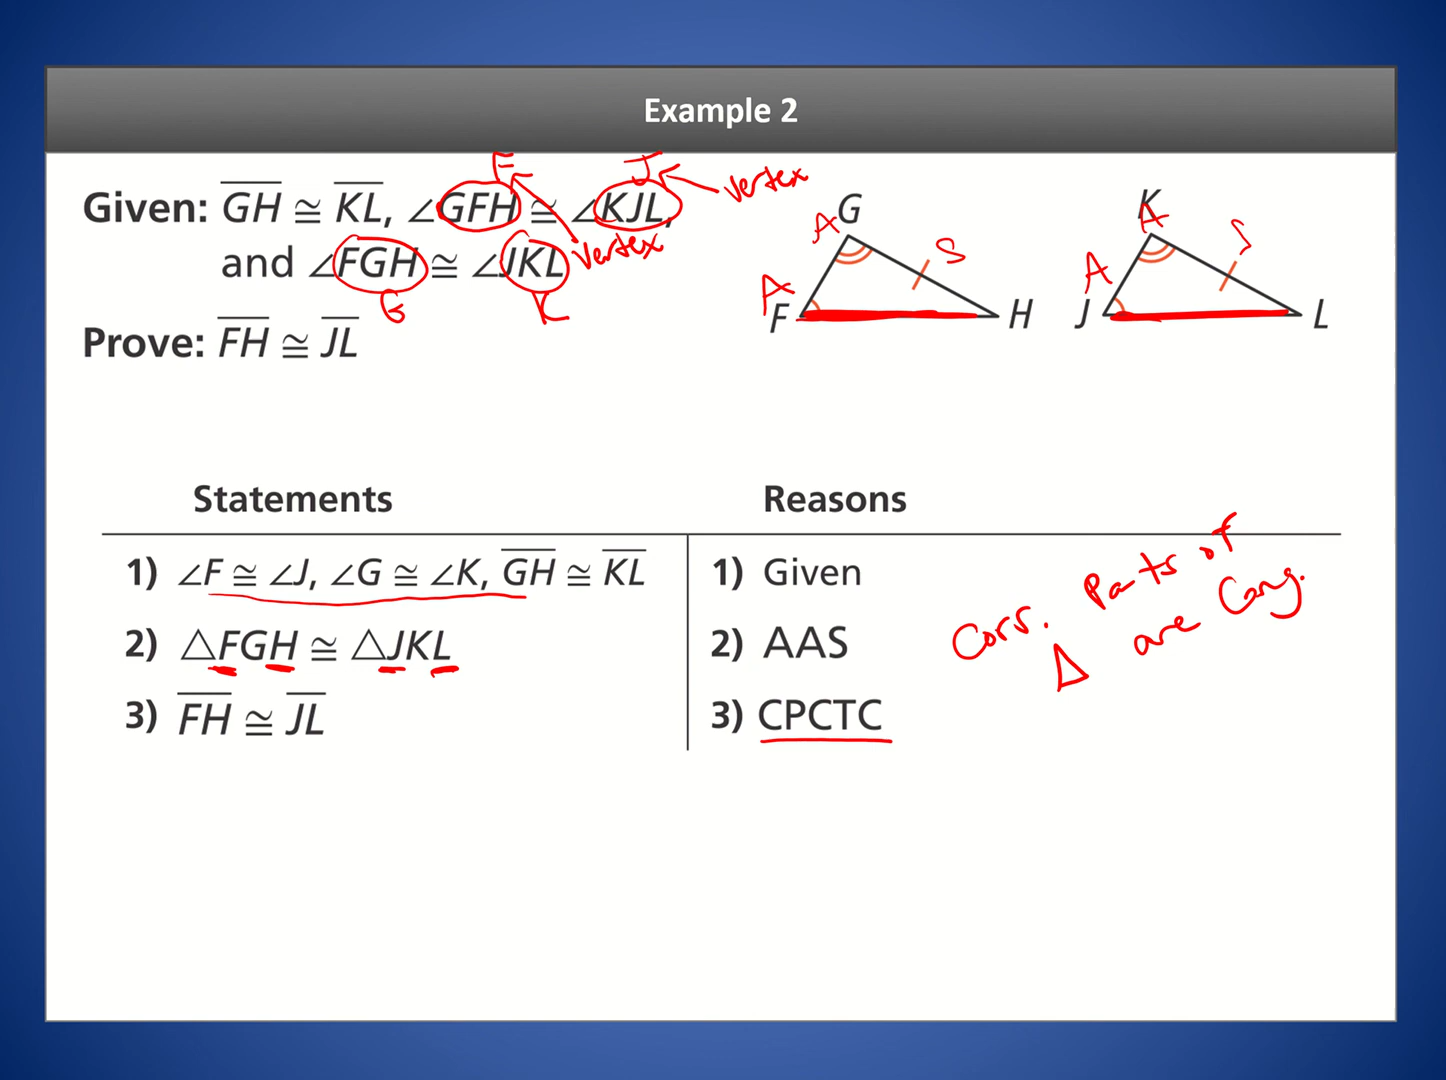 Example 2
F J vertex
Given: GH ≅ KL, ∠GFH ≅ ∠KJL,
vertex
and ∠FGH ≅ ∠JKL
G K
Prove: FH ≅ JL
A G S
A F H
K A S
A J L
Statements Reasons
1) ∠F ≅ ∠J, ∠G ≅ ∠K, GH ≅ KL 1) Given
2) △FGH ≅ △JKL 2) AAS
3) FH ≅ JL 3) CPCTC
Corr. Parts of
Δ are Cong.